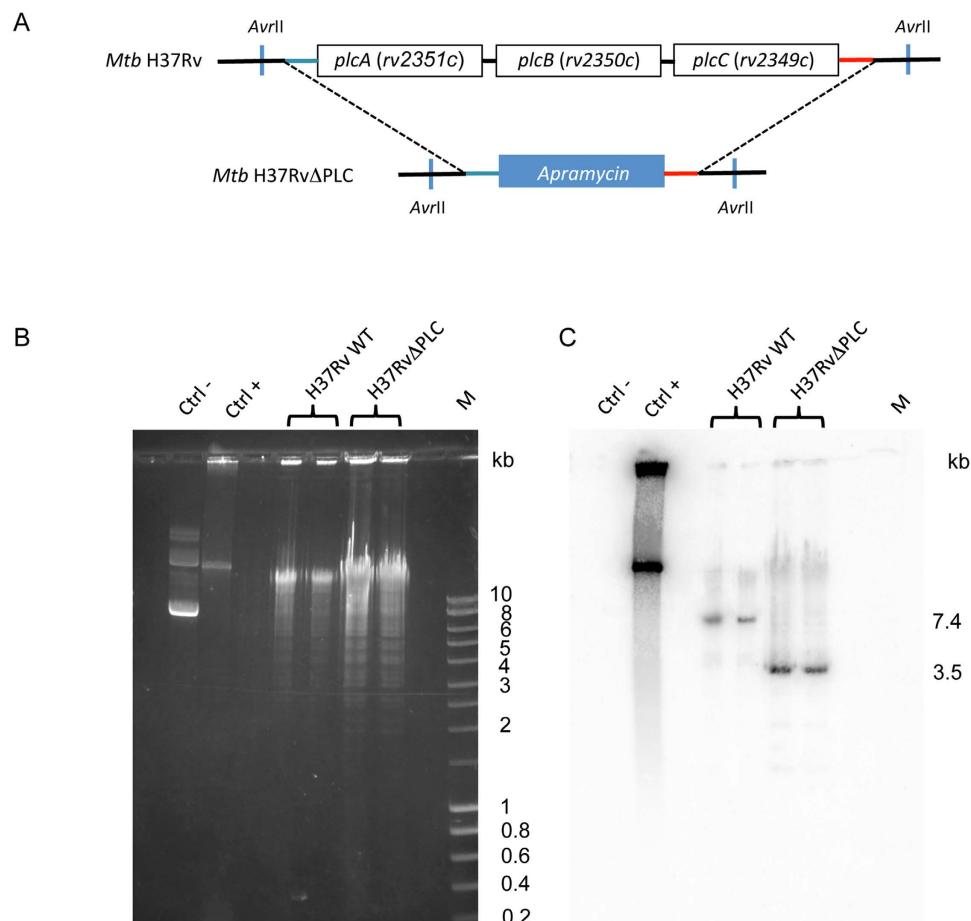 A
AvrII AvrII
Mtb H37Rv plcA (rv2351c) plcB (rv2350c) plcC (rv2349c)
Mtb H37RvΔPLC Apramycin
AvrII AvrII
B
Ctrl - Ctrl + H37Rv WT H37RvΔPLC M
kb
10
8
6
5
4
3
2
1
0.8
0.6
0.4
0.2
C
Ctrl - Ctrl + H37Rv WT H37RvΔPLC M
kb
7.4
3.5